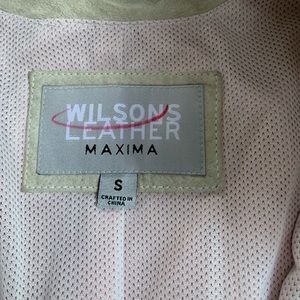 WILSONS
LEATHER
MAXIMA
S
CRAFTED IN
CHINA